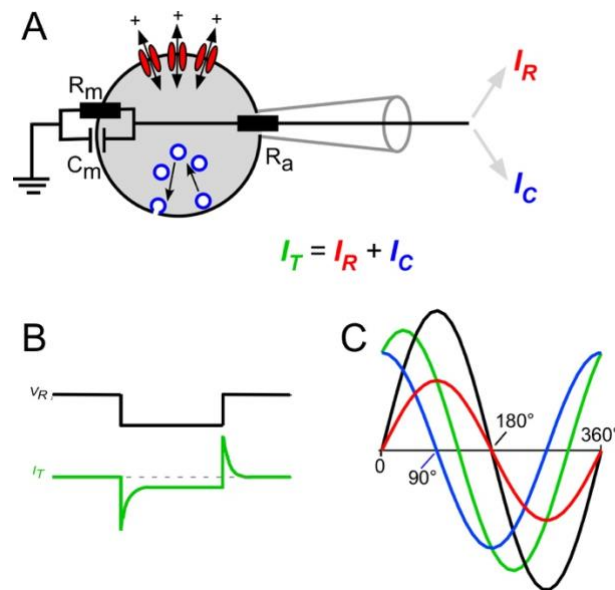 A
+ + +
R_m
C_m
R_a
I_R
I_C
I_T = I_R + I_C
B
V_R
I_T
C
0
90°
180°
360°